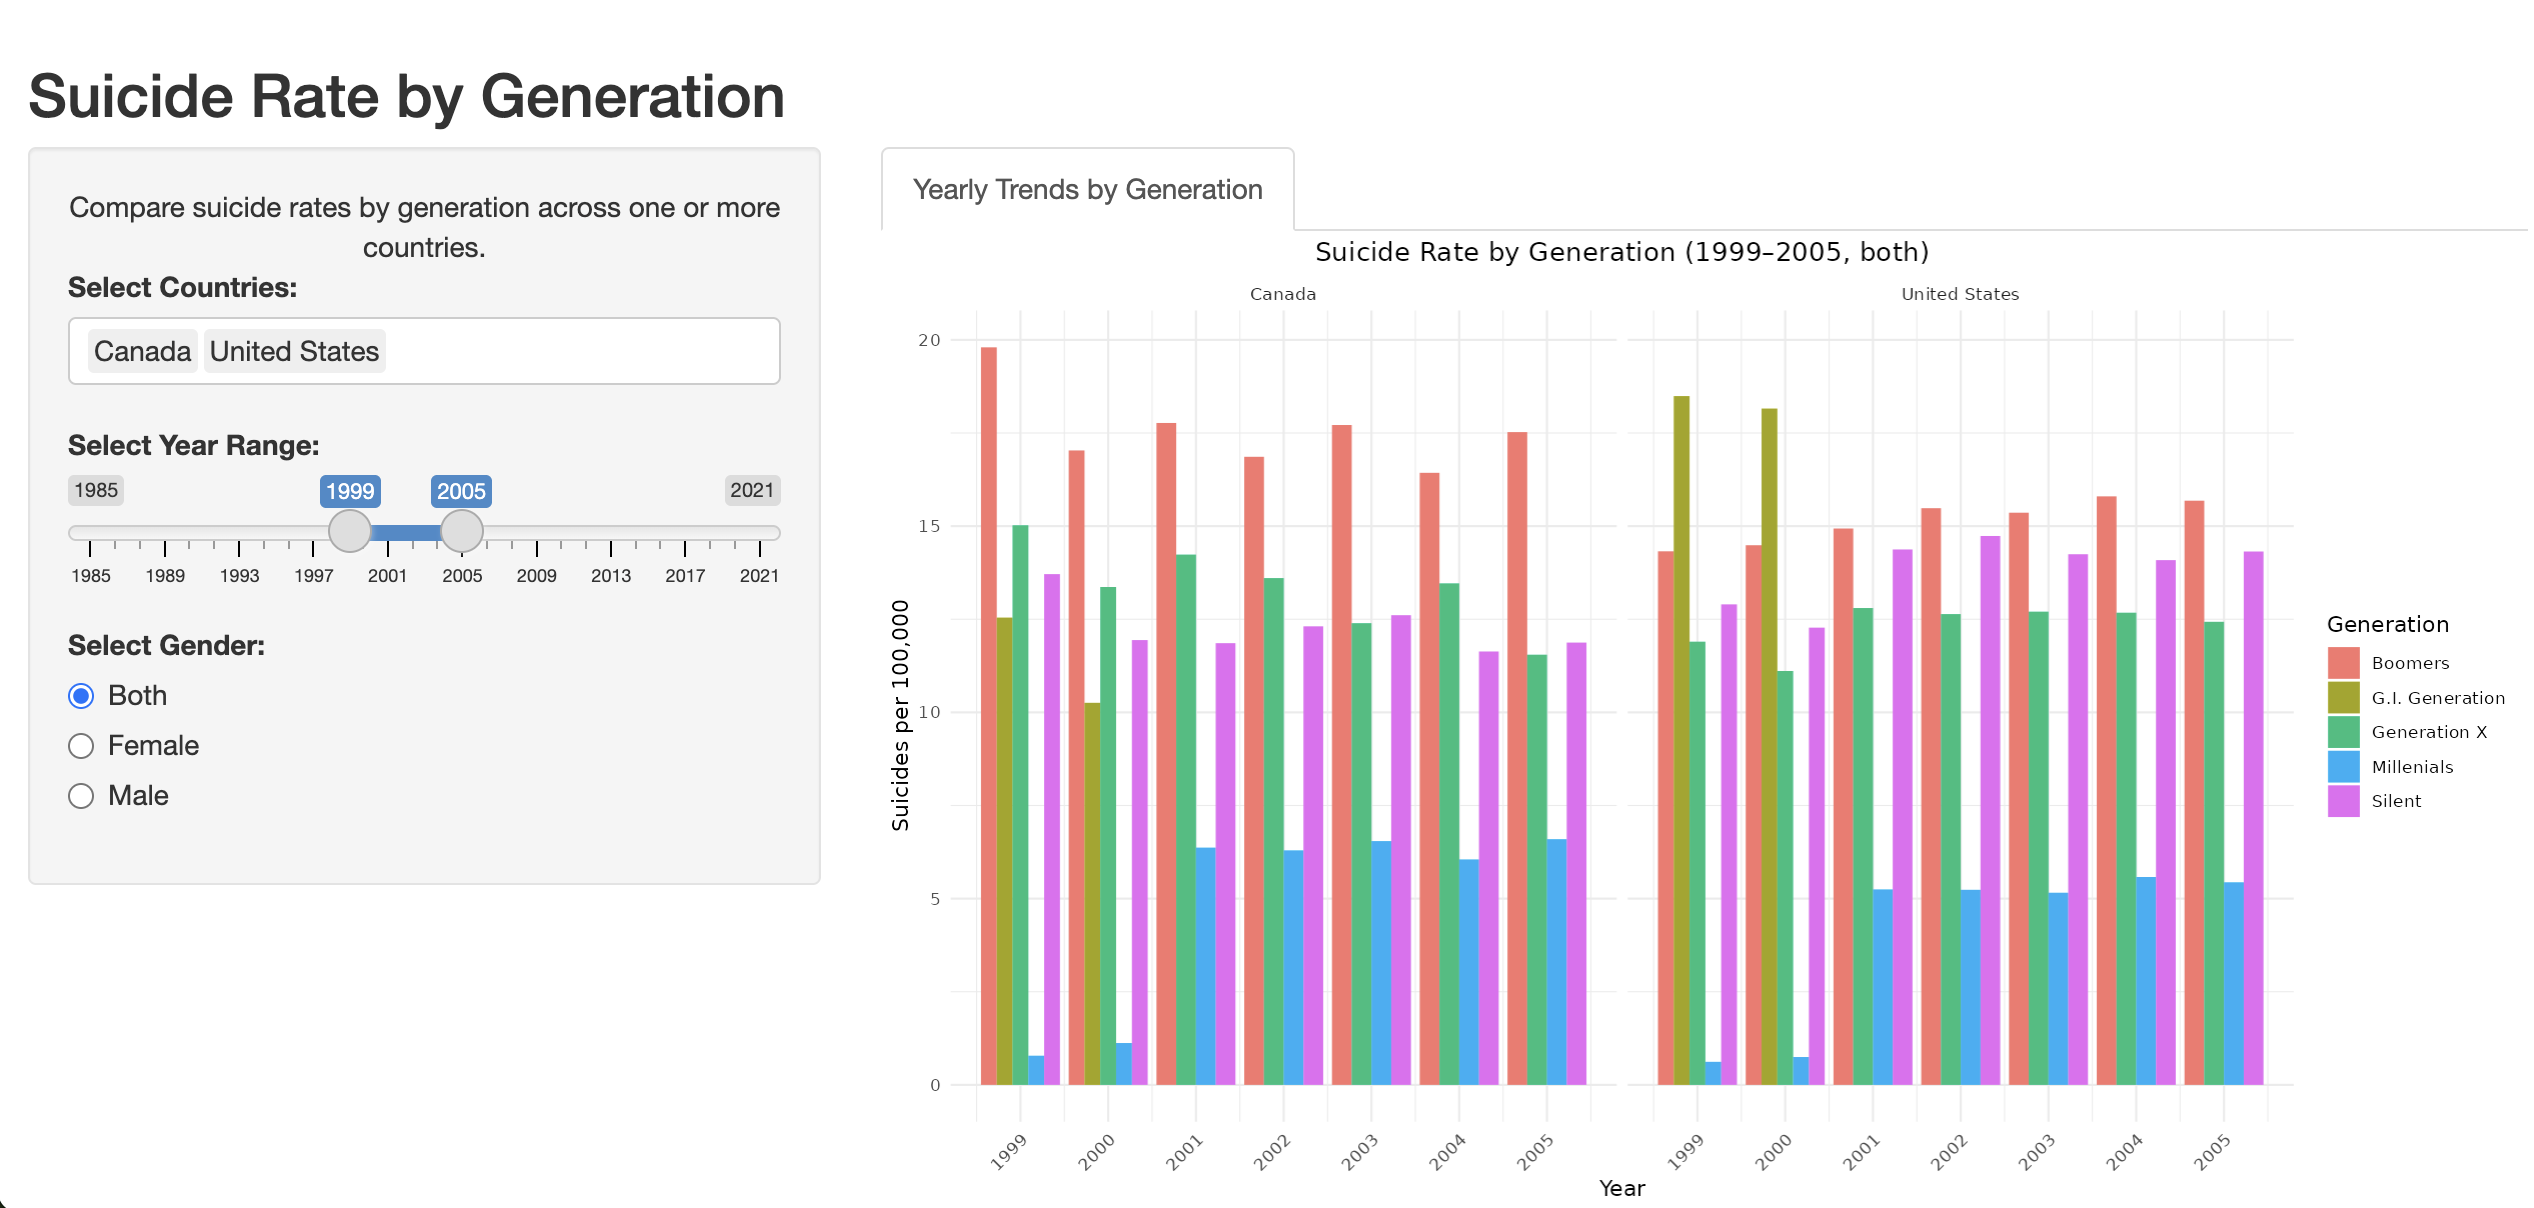 Suicide Rate by Generation
Compare suicide rates by generation across one or more
countries.
Select Countries:
Canada United States
Select Year Range:
1985 1999 2005 2021
1985 1989 1993 1997 2001 2005 2009 2013 2017 2021
Select Gender:
Both
Female
Male
Yearly Trends by Generation
Suicide Rate by Generation (1999–2005, both)
Canada United States
Suicides per 100,000
20
15
10
5
0
1999 2000 2001 2002 2003 2004 2005 1999 2000 2001 2002 2003 2004 2005
Year
Generation
Boomers
G.I. Generation
Generation X
Millenials
Silent